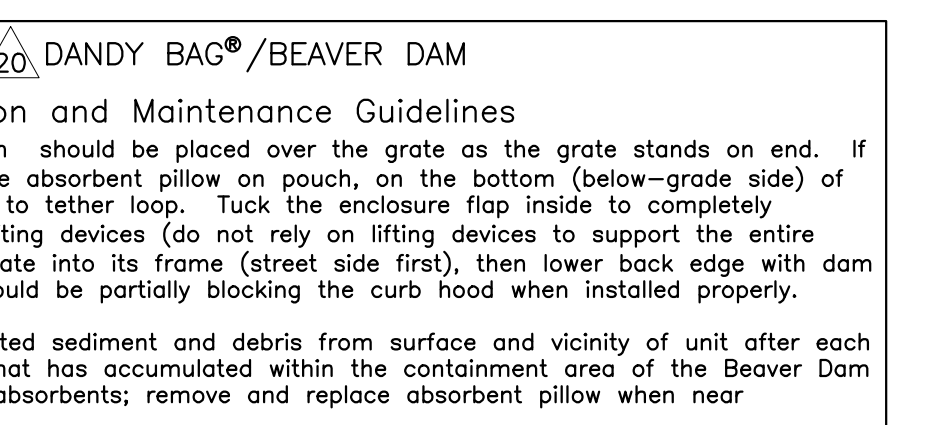 20 DANDY BAG®/BEAVER DAM
and Maintenance Guidelines
should be placed over the grate as the grate stands on end. If
absorbent pillow on pouch, on the bottom (below-grade side) of
to tether loop. Tuck the enclosure flap inside to completely
devices (do not rely on lifting devices to support the entire
into its frame (street side first), then lower back edge with dam
be partially blocking the curb hood when installed properly.
sediment and debris from surface and vicinity of unit after each
has accumulated within the containment area of the Beaver Dam
absorbents; remove and replace absorbent pillow when near